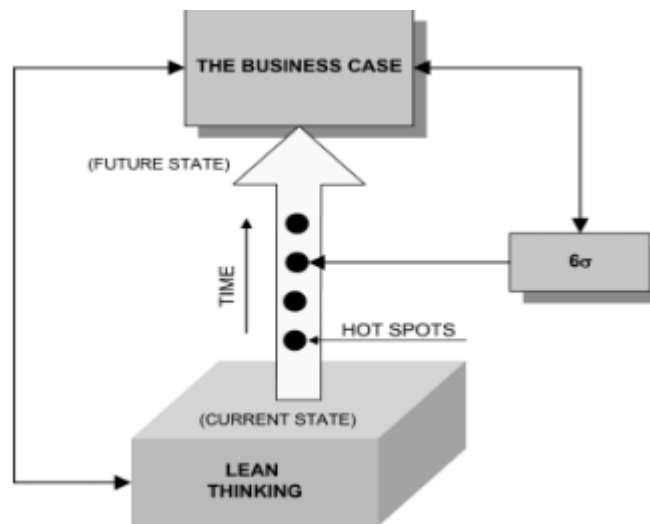 THE BUSINESS CASE
(FUTURE STATE)
TIME
6σ
HOT SPOTS
(CURRENT STATE)
LEAN
THINKING